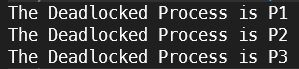 The Deadlocked Process is P1
The Deadlocked Process is P2
The Deadlocked Process is P3